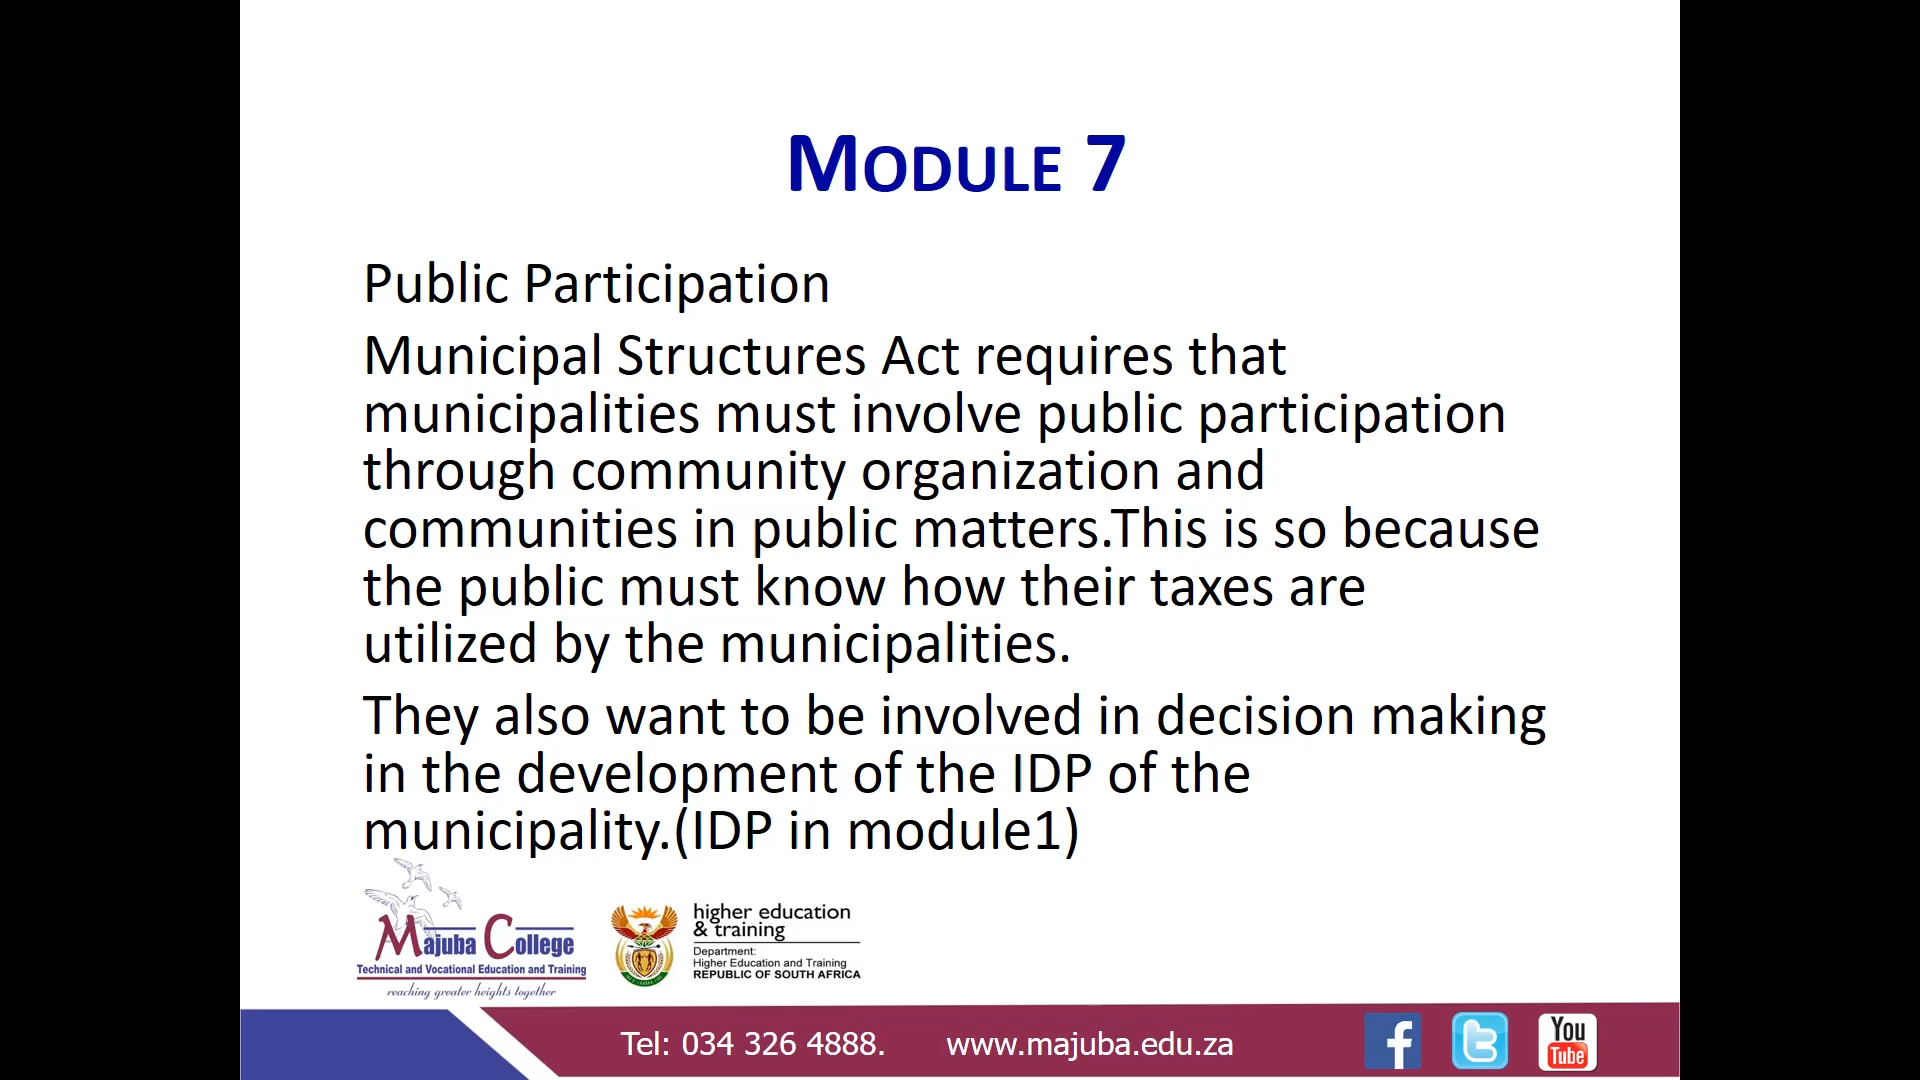 MODULE 7
Public Participation
Municipal Structures Act requires that
municipalities must involve public participation
through community organization and
communities in public matters.This is so because
the public must know how their taxes are
utilized by the municipalities.
They also want to be involved in decision making
in the development of the IDP of the
municipality.(IDP in module1)
Majuba College
Technical and Vocational Education and Training
reaching greater heights together
higher education
& training
Department:
Higher Education and Training
REPUBLIC OF SOUTH AFRICA
Tel: 034 326 4888. www.majuba.edu.za
You
Tube